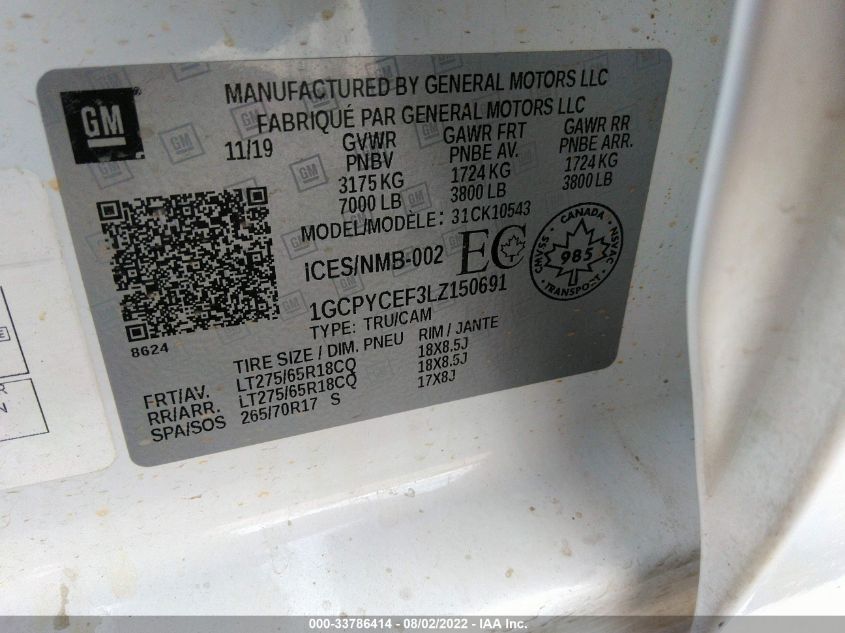 GM
MANUFACTURED BY GENERAL MOTORS LLC
FABRIQUÉ PAR GENERAL MOTORS LLC
11/19 GVWR GAWR FRT GAWR RR
PNBV PNBE AV. PNBE ARR.
3175 KG 1724 KG 1724 KG
7000 LB 3800 LB 3800 LB
MODEL/MODÈLE: 31CK10543
ICES/NMB-002 EC
CANADA
CMVSS 985 NSVAC
TRANSPORT
1GCPYCEF3LZ150691
TYPE: TRU/CAM
8624
TIRE SIZE / DIM. PNEU RIM / JANTE
FRT/AV. LT275/65R18CQ 18X8.5J
RR/ARR. LT275/65R18CQ 18X8.5J
SPA/SOS 265/70R17 S 17X8J
E
R
N
000-33786414 - 08/02/2022 - IAA Inc.